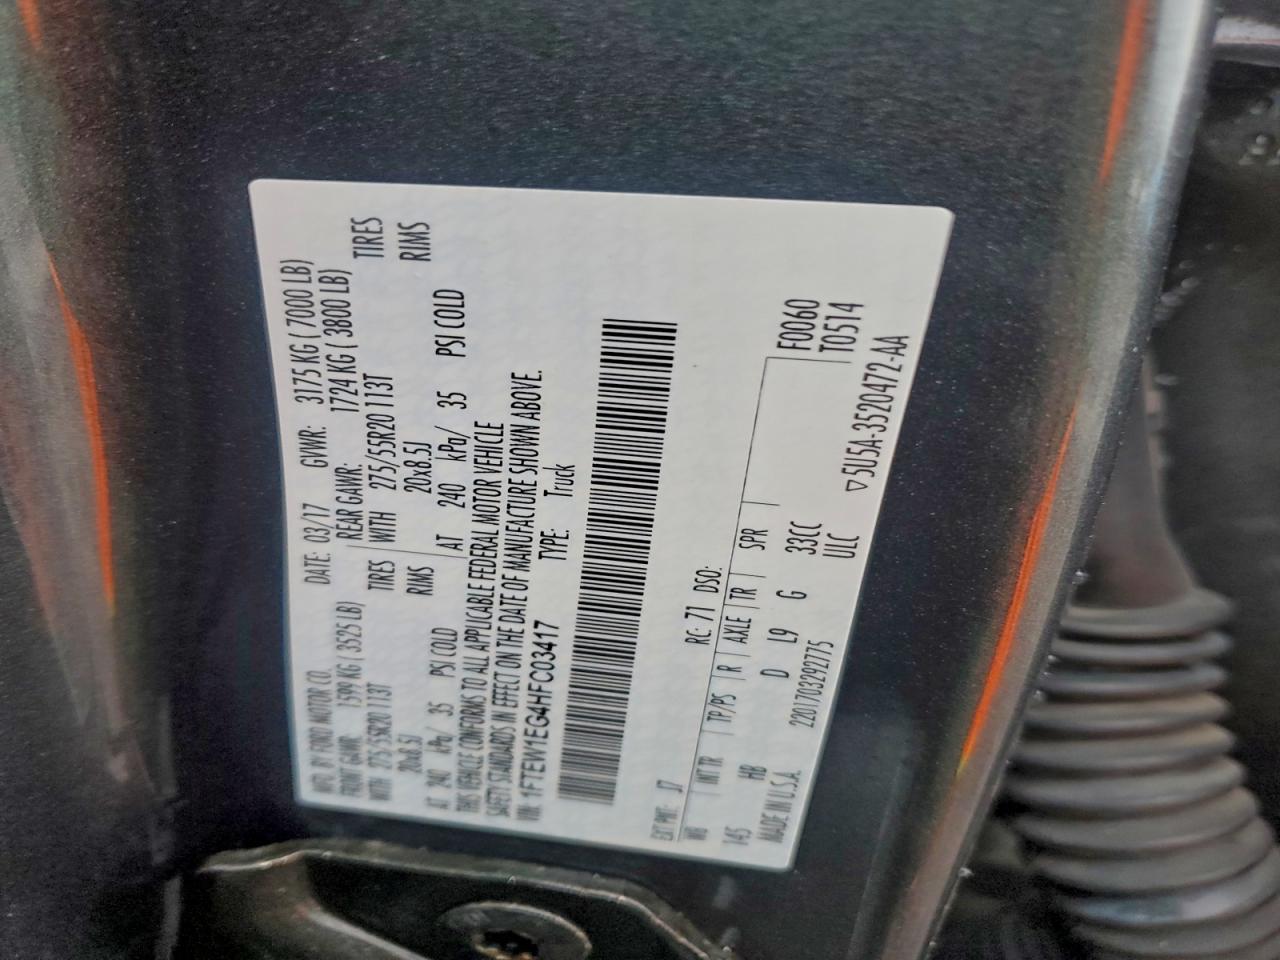 MFD. BY FORD MOTOR CO. DATE: 03/17 GVWR: 3175 KG ( 7000 LB)
FRONT GAWR: 1599 KG ( 3525 LB) REAR GAWR: 1724 KG ( 3800 LB)
WITH 275/55R20 113T TIRES WITH 275/55R20 113T TIRES
20x8.5J RIMS 20x8.5J RIMS
AT 240 kPa/ 35 PSI COLD AT 240 kPa/ 35 PSI COLD
THIS VEHICLE CONFORMS TO ALL APPLICABLE FEDERAL MOTOR VEHICLE
SAFETY STANDARDS IN EFFECT ON THE DATE OF MANUFACTURE SHOWN ABOVE.
VIN: 1FTEW1EG4HFC03417 TYPE: Truck
EXT PNT: J7 RC: 71 DSO: F0060
WB INT TR TP/PS R AXLE TR SPR T0514
145 HB D L9 G 33CC
MADE IN U.S.A. 2201703292775 ULC
▽5U5A-3520472-AA